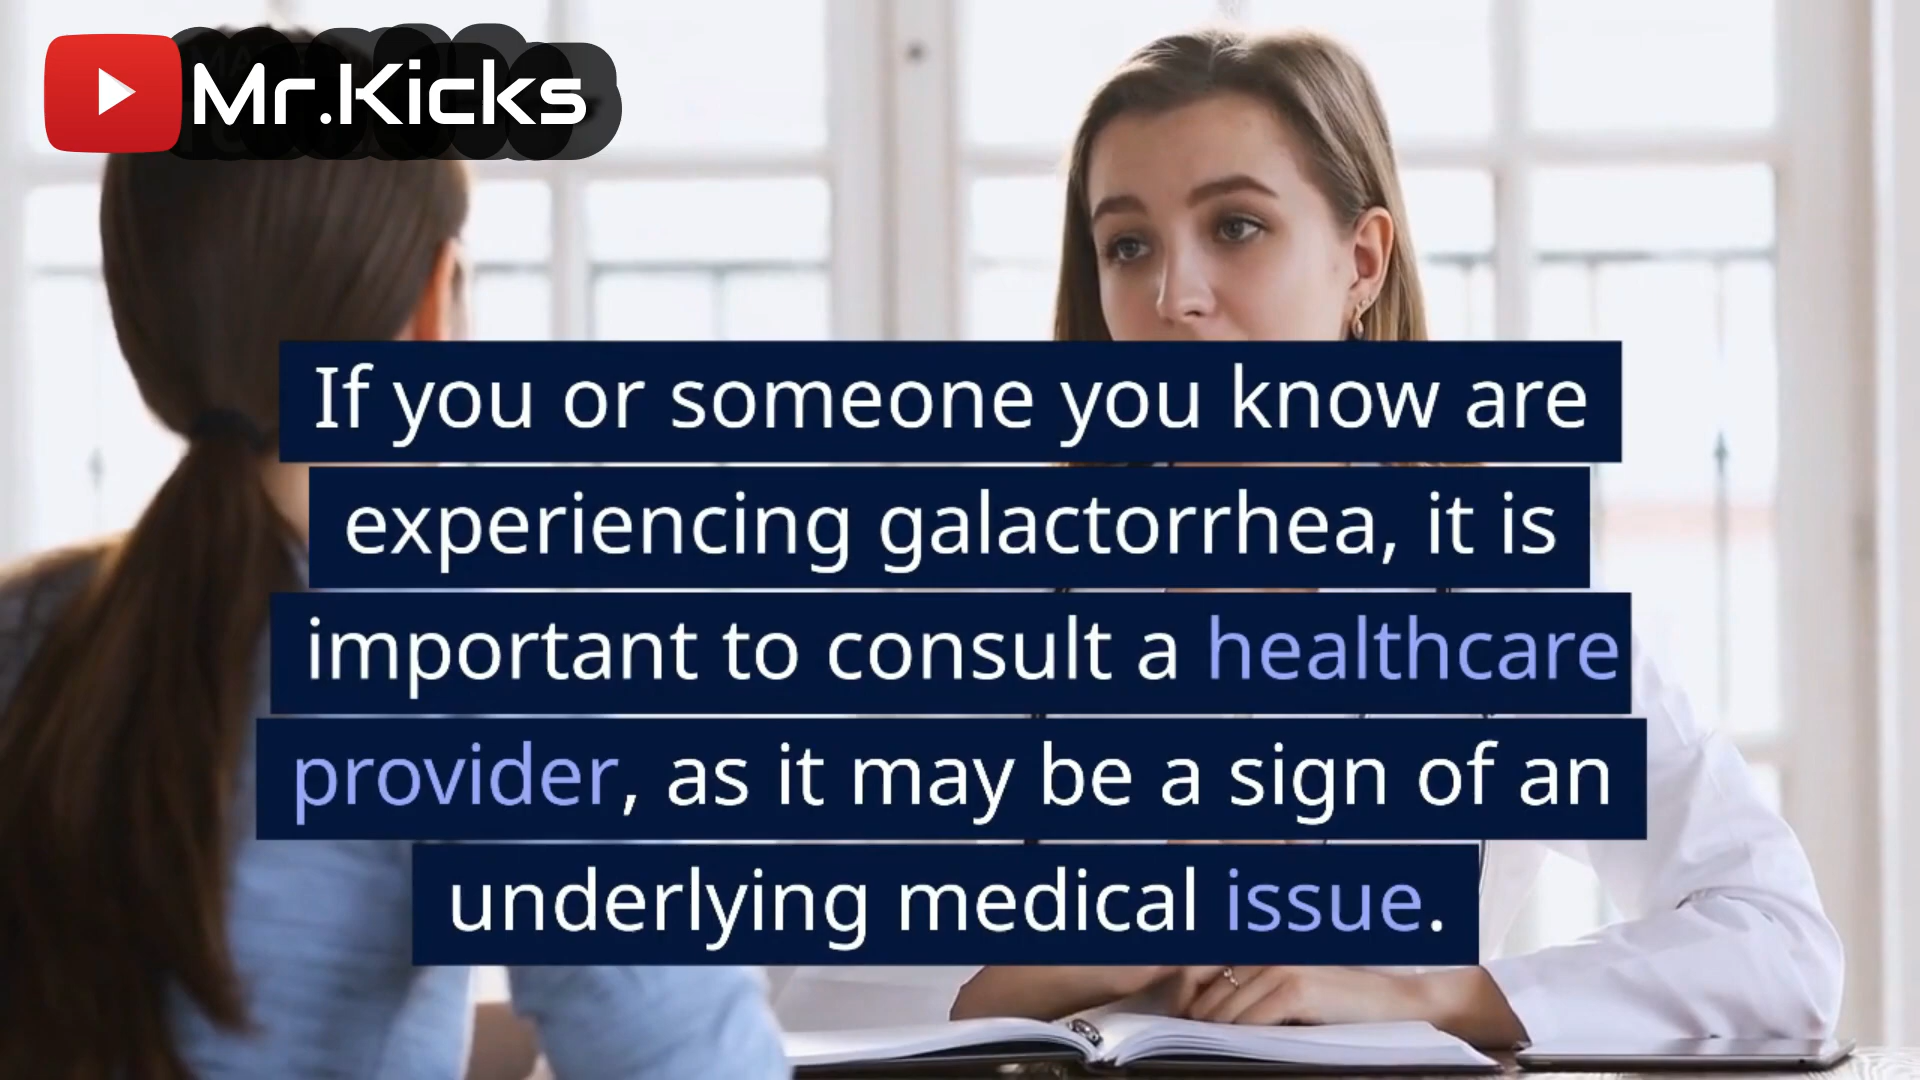 Mr.Kicks
If you or someone you know are
experiencing galactorrhea, it is
important to consult a healthcare
provider, as it may be a sign of an
underlying medical issue.